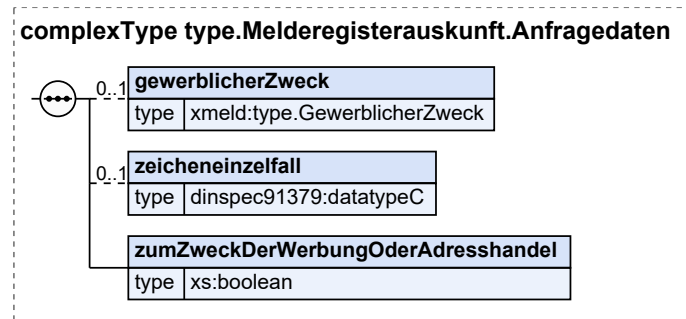 complexType type.Melderegisterauskunft.Anfragedaten
0..1 gewerblicherZweck
type xmeld:type.GewerblicherZweck
0..1 zeicheneinzelfall
type dinspec91379:datatypeC
zumZweckDerWerbungOderAdresshandel
type xs:boolean